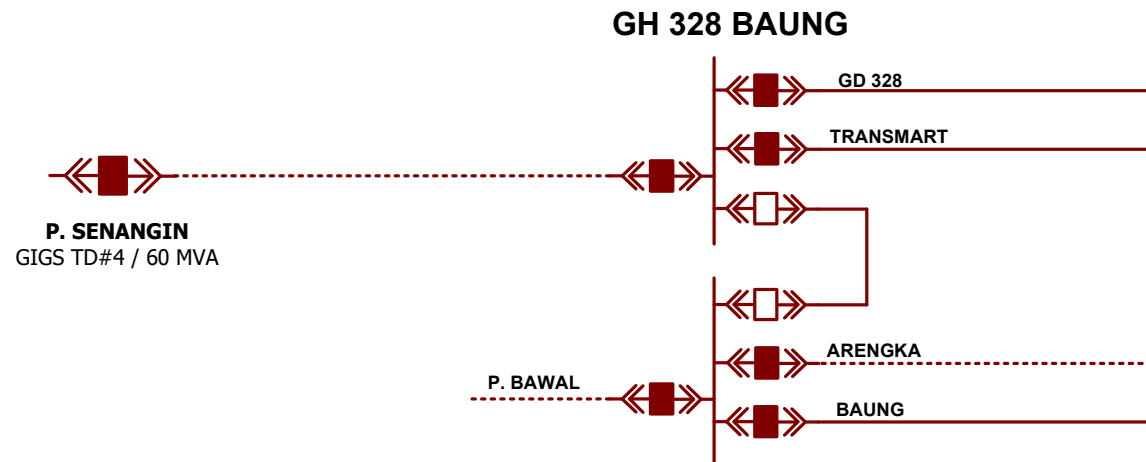 GH 328 BAUNG
GD 328
TRANSMART
P. SENANGIN
GIGS TD#4 / 60 MVA
ARENGKA
P. BAWAL
BAUNG